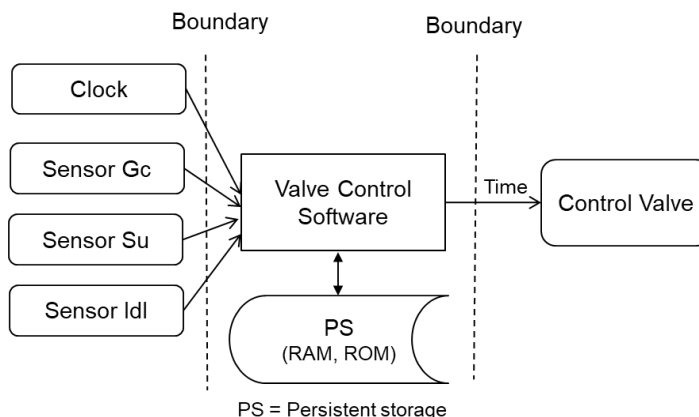 Boundary
Boundary
Clock
Sensor Gc
Sensor Su
Sensor Idl
Valve Control
Software
Time
Control Valve
PS
(RAM, ROM)
PS = Persistent storage